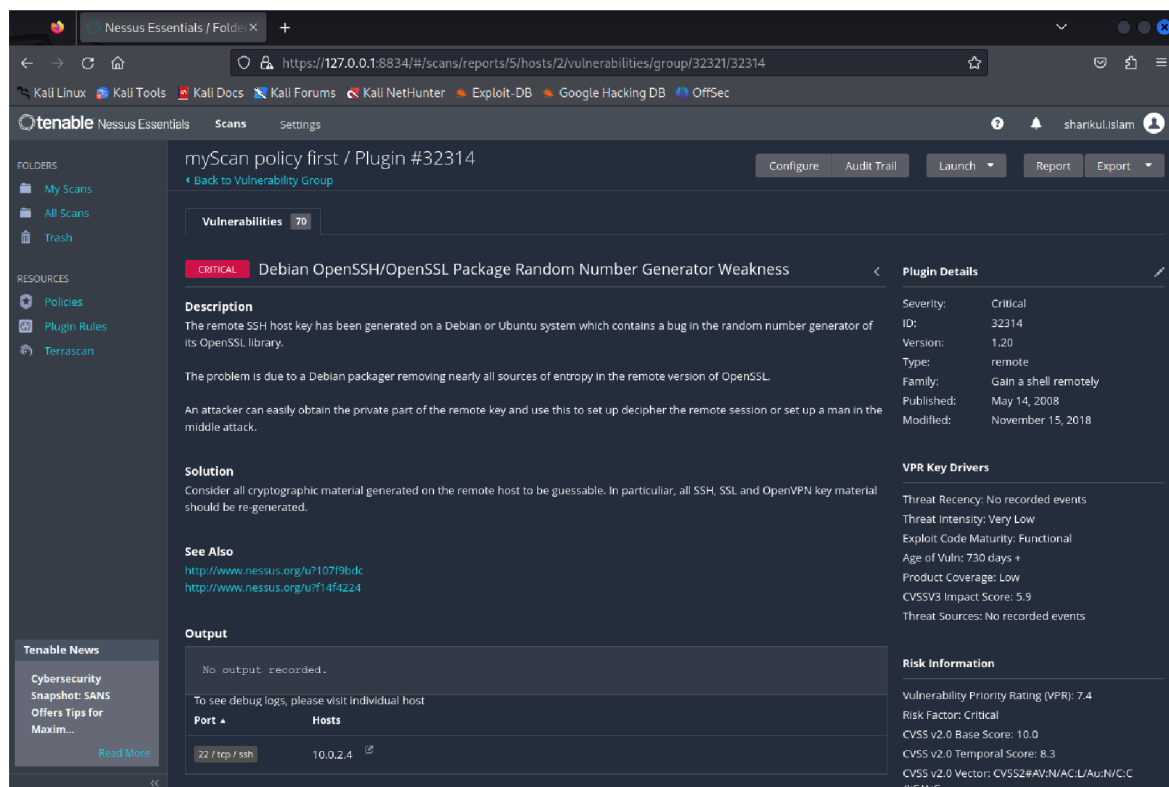 Nessus Essentials / Folde
https://127.0.0.1:8834/#/scans/reports/5/hosts/2/vulnerabilities/group/32321/32314
Kali Linux Kali Tools Kali Docs Kali Forums Kali NetHunter Exploit-DB Google Hacking DB OffSec
tenable Nessus Essentials Scans Settings sharikul.islam
FOLDERS
My Scans
All Scans
Trash
RESOURCES
Policies
Plugin Rules
Terrascan
Tenable News
Cybersecurity
Snapshot: SANS
Offers Tips for
Maxim...
Read More
myScan policy first / Plugin #32314
Back to Vulnerability Group
Configure Audit Trail Launch Report Export
Vulnerabilities 70
CRITICAL Debian OpenSSH/OpenSSL Package Random Number Generator Weakness
Description
The remote SSH host key has been generated on a Debian or Ubuntu system which contains a bug in the random number generator of
its OpenSSL library.
The problem is due to a Debian packager removing nearly all sources of entropy in the remote version of OpenSSL.
An attacker can easily obtain the private part of the remote key and use this to set up decipher the remote session or set up a man in the
middle attack.
Solution
Consider all cryptographic material generated on the remote host to be guessable. In particuliar, all SSH, SSL and OpenVPN key material
should be re-generated.
See Also
http://www.nessus.org/u?107f9bdc
http://www.nessus.org/u?f14f4224
Output
No output recorded.
To see debug logs, please visit individual host
Port Hosts
22 / tcp / ssh 10.0.2.4
Plugin Details
Severity: Critical
ID: 32314
Version: 1.20
Type: remote
Family: Gain a shell remotely
Published: May 14, 2008
Modified: November 15, 2018
VPR Key Drivers
Threat Recency: No recorded events
Threat Intensity: Very Low
Exploit Code Maturity: Functional
Age of Vuln: 730 days +
Product Coverage: Low
CVSSV3 Impact Score: 5.9
Threat Sources: No recorded events
Risk Information
Vulnerability Priority Rating (VPR): 7.4
Risk Factor: Critical
CVSS v2.0 Base Score: 10.0
CVSS v2.0 Temporal Score: 8.3
CVSS v2.0 Vector: CVSS2#AV:N/AC:L/Au:N/C:C